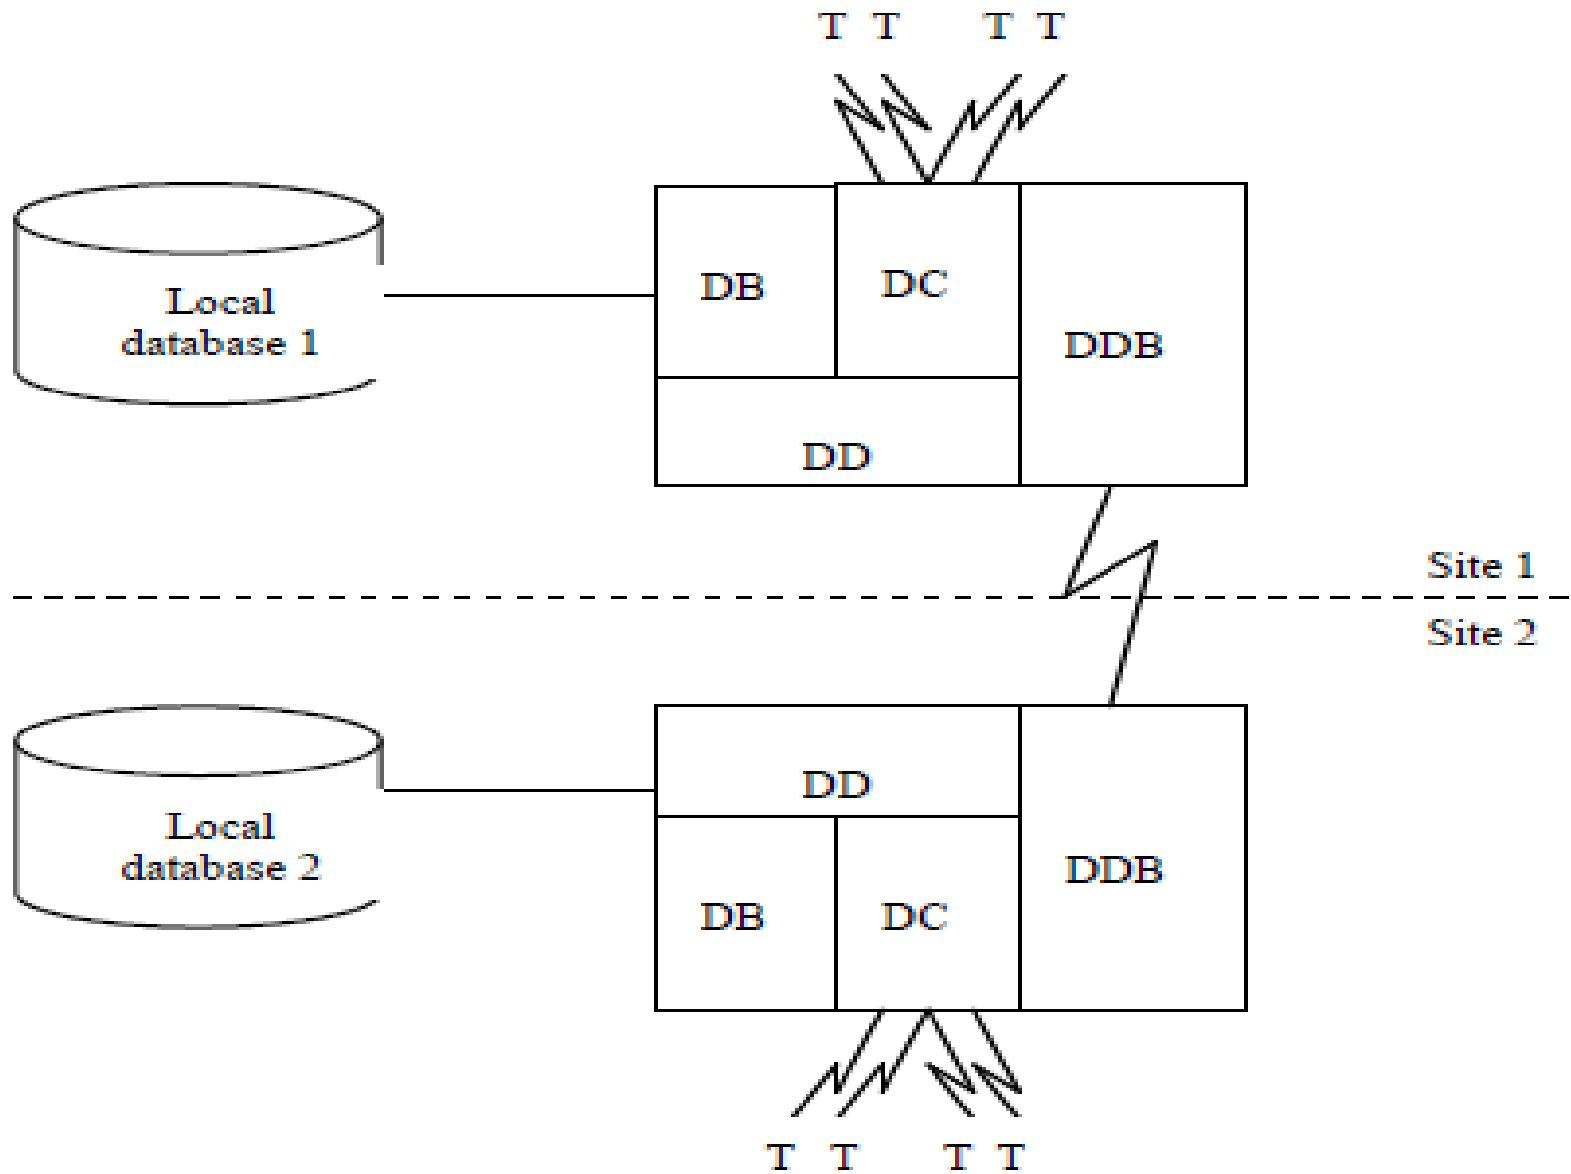 T T T T
DB DC
Local
database 1
DDB
DD
Site 1
Site 2
DD
Local
database 2
DDB
DB DC
T T T T